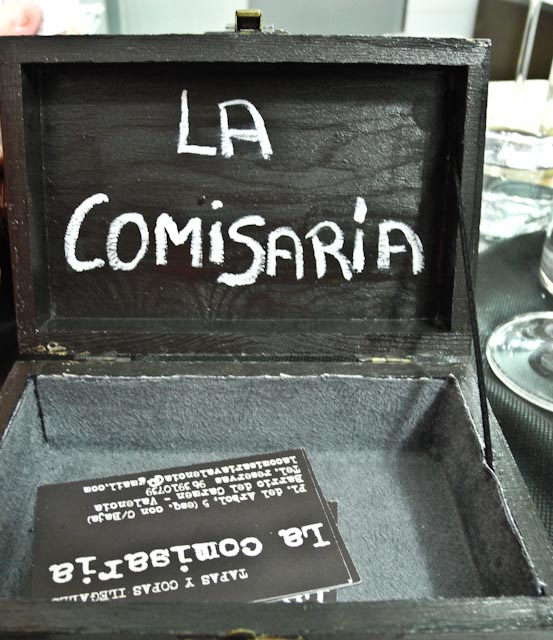 LA
COMiSARiA
TAPAS Y COPAS ILEGALES
La Comisaria
Pl. del Arbol, 5 (esq. con C/Baja)
Barrio del Carmen - Valencia
Tel. reservas 963910739
lacomisariavalencia@gmail.com